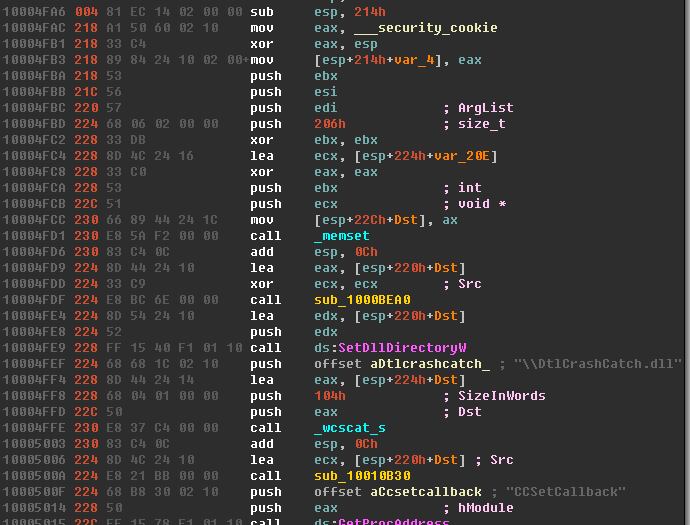 10004FA6 004 81 EC 14 02 00 00 sub esp, 214h
10004FAC 218 A1 50 60 02 10 mov eax, ___security_cookie
10004FB1 218 33 C4 xor eax, esp
10004FB3 218 89 84 24 10 02 00+mov [esp+214h+var_4], eax
10004FBA 218 53 push ebx
10004FBB 21C 56 push esi
10004FBC 220 57 push edi ; ArgList
10004FBD 224 68 06 02 00 00 push 206h ; size_t
10004FC2 228 33 DB xor ebx, ebx
10004FC4 228 8D 4C 24 16 lea ecx, [esp+224h+var_20E]
10004FC8 228 33 C0 xor eax, eax
10004FCA 228 53 push ebx ; int
10004FCB 22C 51 push ecx ; void *
10004FCC 230 66 89 44 24 1C mov [esp+22Ch+Dst], ax
10004FD1 230 E8 5A F2 00 00 call _memset
10004FD6 230 83 C4 0C add esp, 0Ch
10004FD9 224 8D 44 24 10 lea eax, [esp+220h+Dst]
10004FDD 224 33 C9 xor ecx, ecx ; Src
10004FDF 224 E8 BC 6E 00 00 call sub_1000BEA0
10004FE4 224 8D 54 24 10 lea edx, [esp+220h+Dst]
10004FE8 224 52 push edx
10004FE9 228 FF 15 40 F1 01 10 call ds:SetDllDirectoryW
10004FEF 224 68 68 1C 02 10 push offset aDtlcrashcatch_ ; "\\DtlCrashCatch.dll"
10004FF4 228 8D 44 24 14 lea eax, [esp+224h+Dst]
10004FF8 228 68 04 01 00 00 push 104h ; SizeInWords
10004FFD 22C 50 push eax ; Dst
10004FFE 230 E8 37 C4 00 00 call _wcscat_s
10005003 230 83 C4 0C add esp, 0Ch
10005006 224 8D 4C 24 10 lea ecx, [esp+220h+Dst] ; Src
1000500A 224 E8 21 BB 00 00 call sub_10010B30
1000500F 224 68 B8 30 02 10 push offset aCcsetcallback ; "CCSetCallback"
10005014 228 50 push eax ; hModule
10005015 22C FF 15 78 F1 01 10 call ds:GetProcAddress